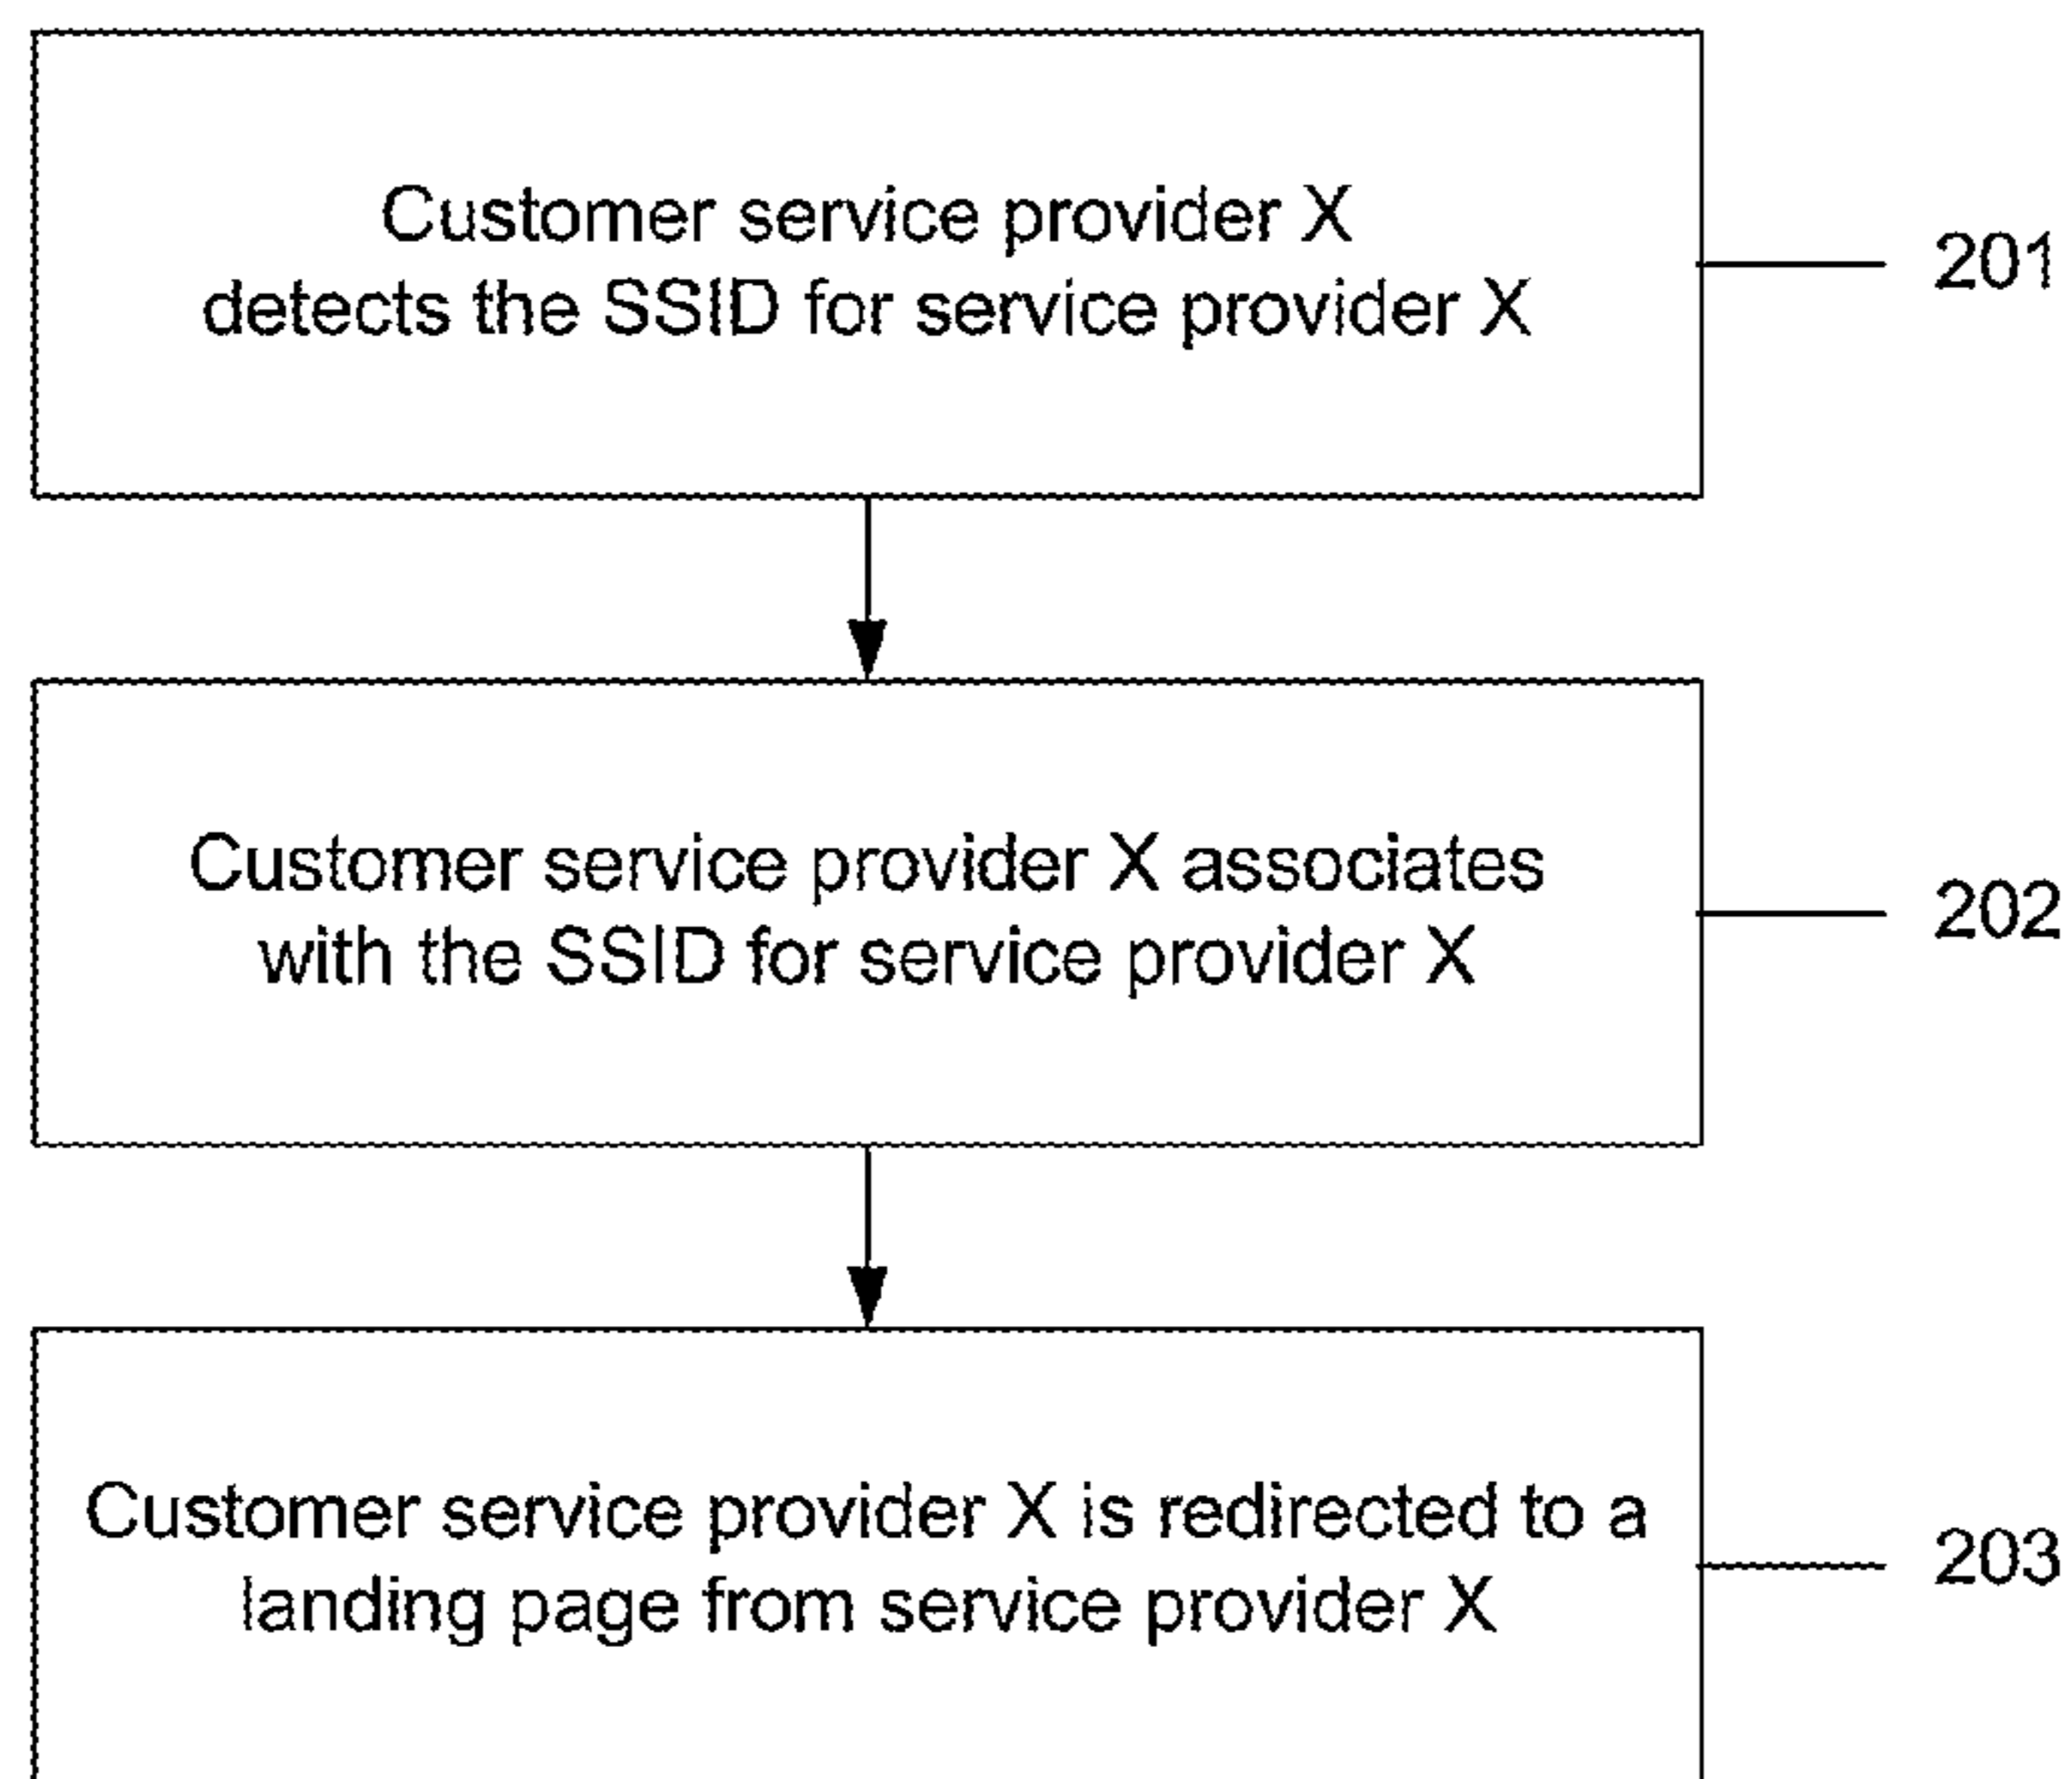 Customer service provider X
detects the SSID for service provider X
201
Customer service provider X associates
with the SSID for service provider X
202
Customer service provider X is redirected to a
landing page from service provider X
203